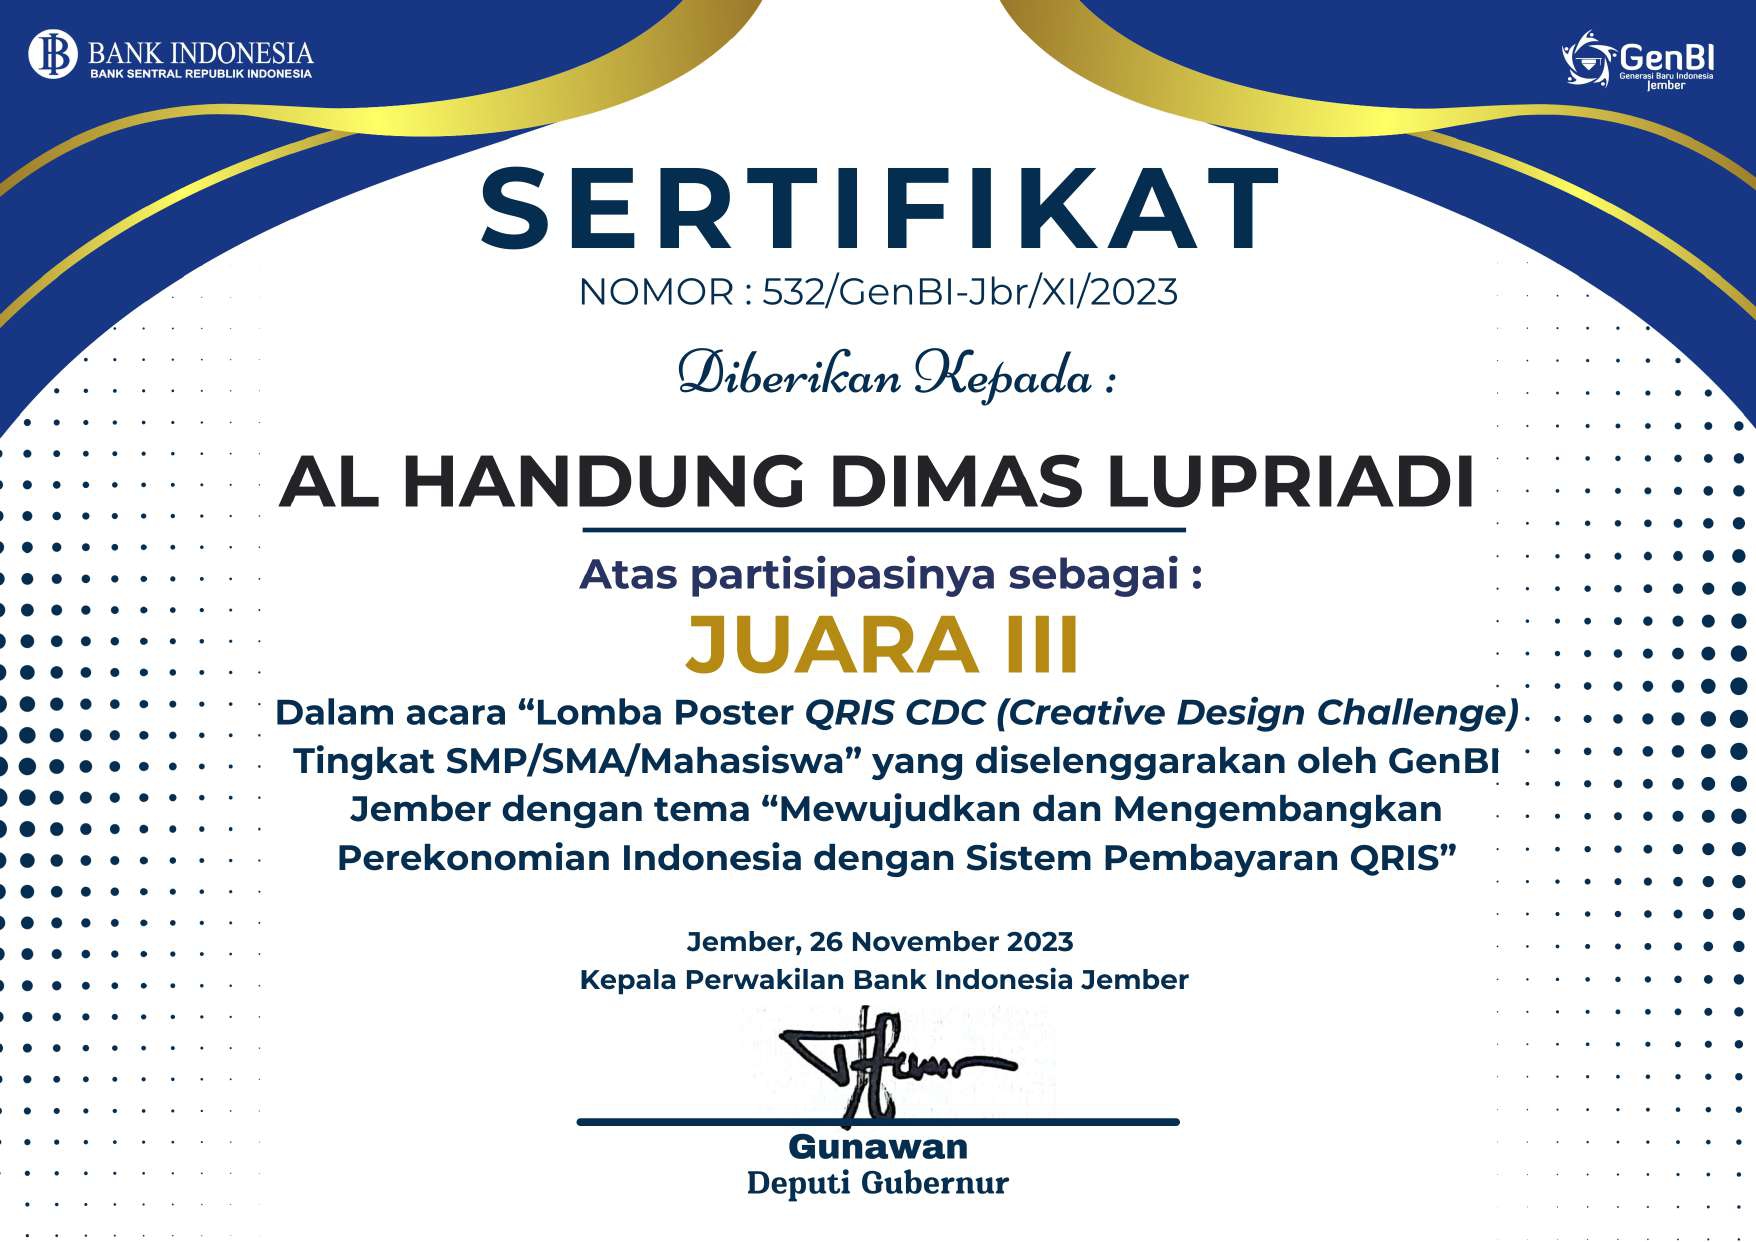 BANK INDONESIA
BANK SENTRAL REPUBLIK INDONESIA
GenBI
Generasi Baru Indonesia
Jember
SERTIFIKAT
NOMOR : 532/GenBI-Jbr/XI/2023
Diberikan Kepada :
AL HANDUNG DIMAS LUPRIADI
Atas partisipasinya sebagai :
JUARA III
Dalam acara “Lomba Poster QRIS CDC (Creative Design Challenge)
Tingkat SMP/SMA/Mahasiswa” yang diselenggarakan oleh GenBI
Jember dengan tema “Mewujudkan dan Mengembangkan
Perekonomian Indonesia dengan Sistem Pembayaran QRIS”
Jember, 26 November 2023
Kepala Perwakilan Bank Indonesia Jember
Gunawan
Deputi Gubernur